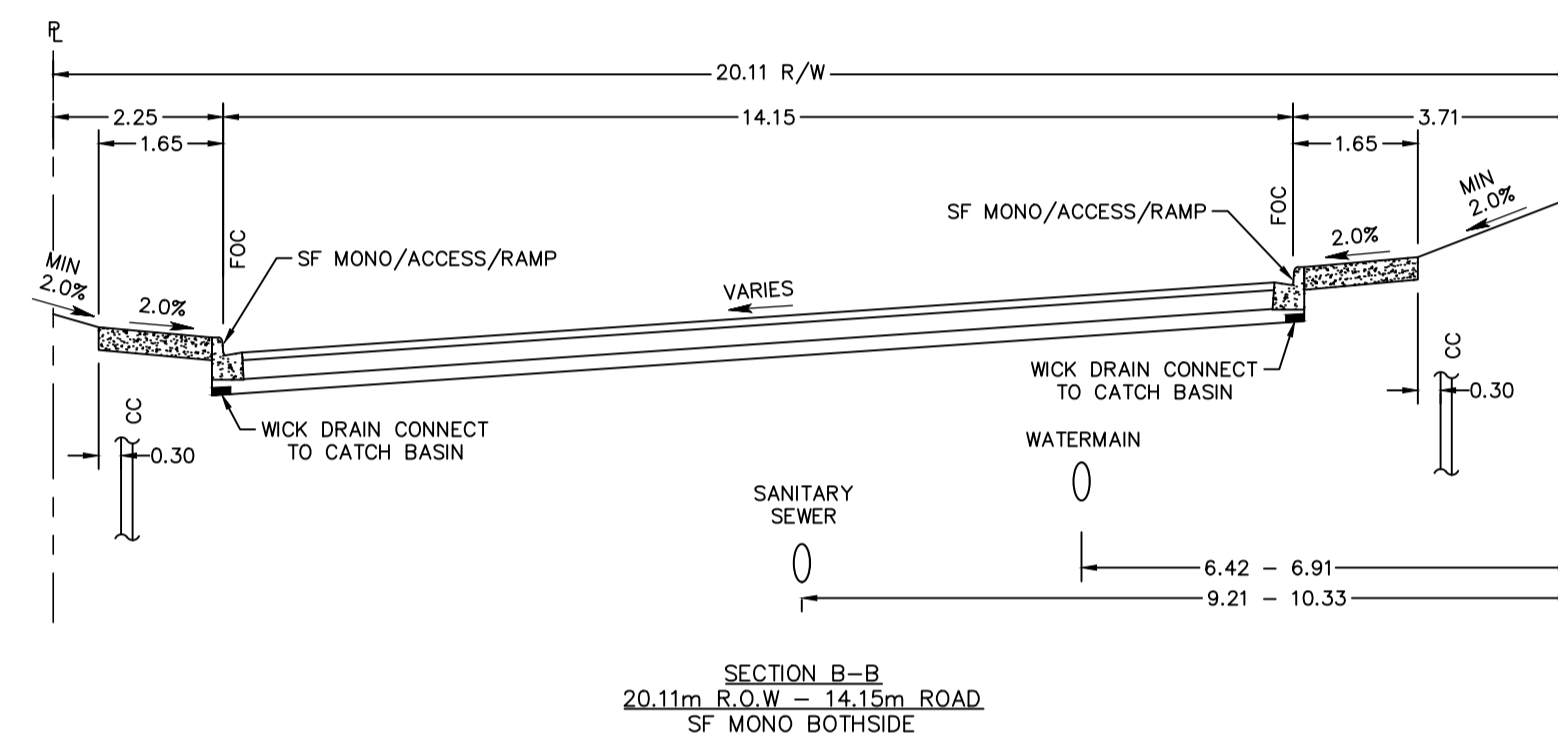 ℄
20.11 R/W
2.25
14.15
3.71
1.65
1.65
FOC
FOC
SF MONO/ACCESS/RAMP
MIN
2.0%
2.0%
SF MONO/ACCESS/RAMP
MIN
2.0%
2.0%
VARIES
WICK DRAIN CONNECT
TO CATCH BASIN
CC
0.30
WICK DRAIN CONNECT
TO CATCH BASIN
CC
0.30
WATERMAIN
SANITARY
SEWER
6.42 - 6.91
9.21 - 10.33
SECTION B-B
20.11m R.O.W - 14.15m ROAD
SF MONO BOTHSIDE